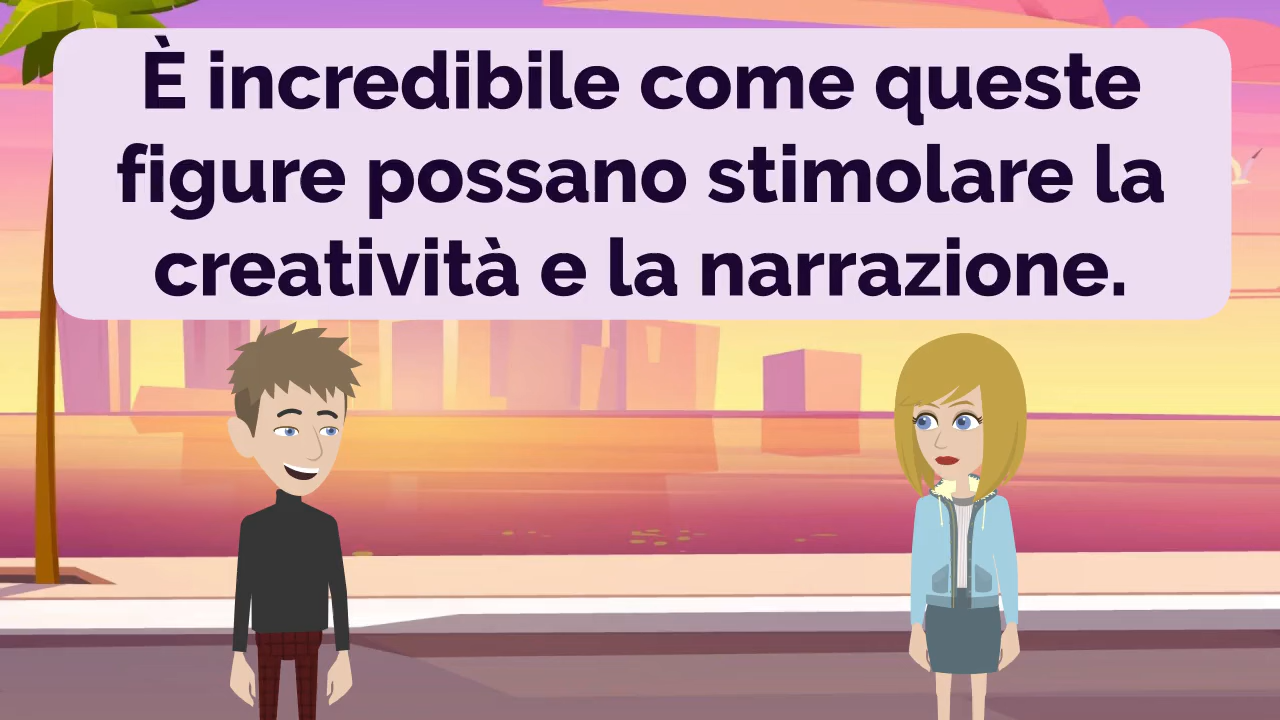 È incredibile come queste
figure possano stimolare la
creatività e la narrazione.